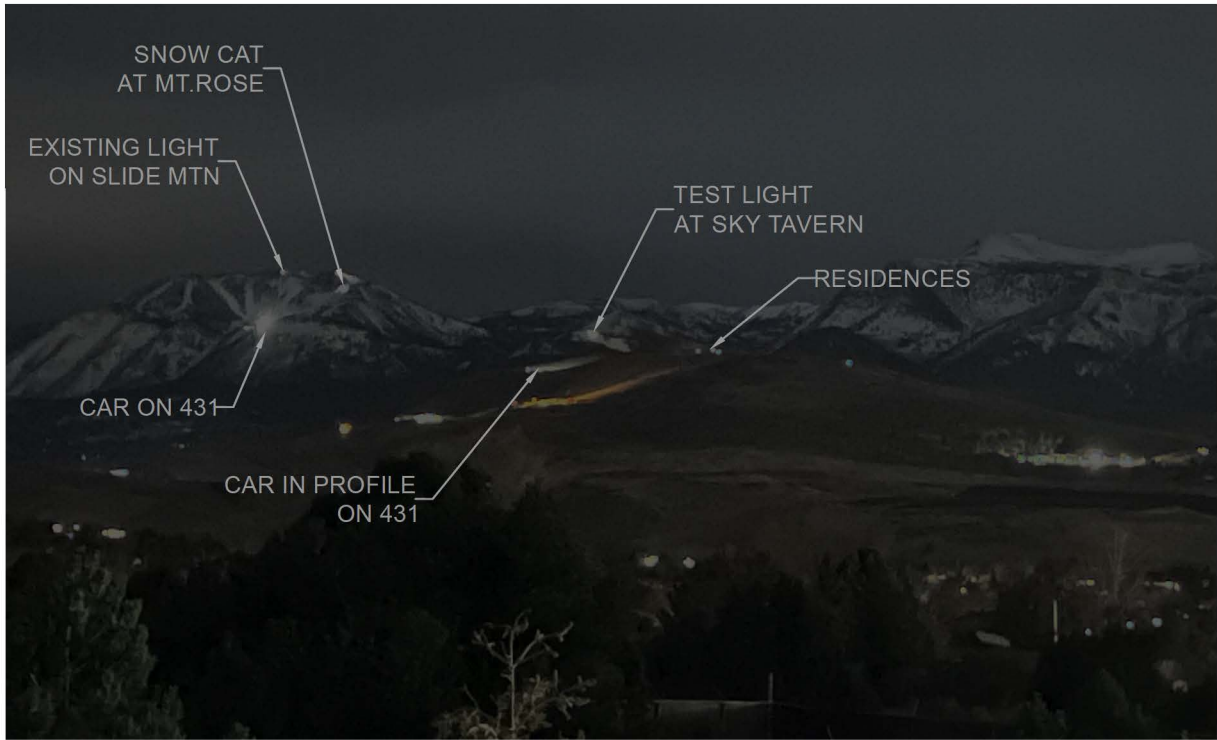 SNOW CAT
AT MT.ROSE
EXISTING LIGHT
ON SLIDE MTN
TEST LIGHT
AT SKY TAVERN
RESIDENCES
CAR ON 431
CAR IN PROFILE
ON 431